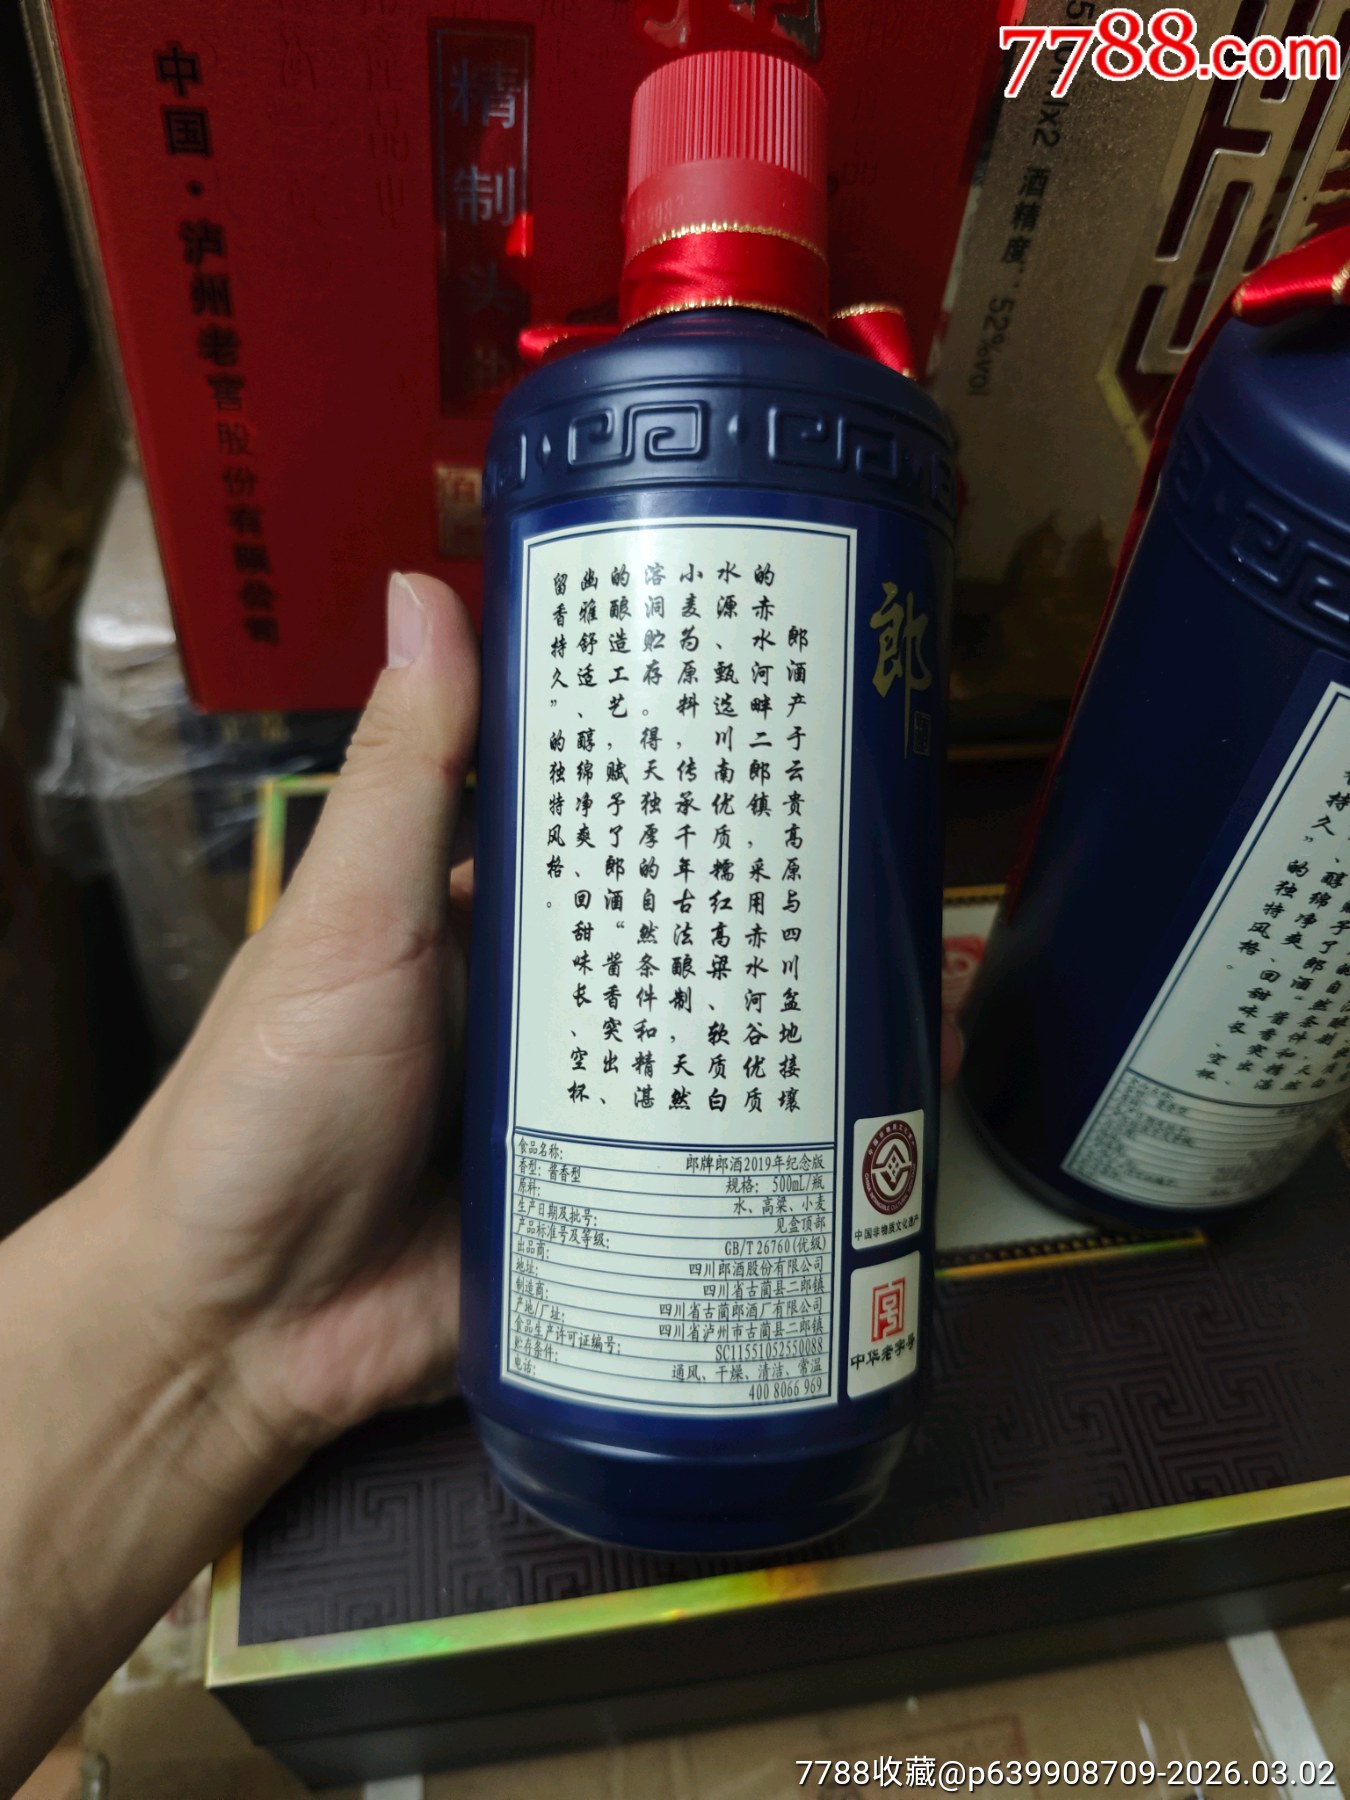 7788.com
中国·泸州老窖股份有限公司
精制头
酒精度:52%vol
郎
郎酒产于云贵高原与四川盆地接壤
的赤水河畔二郎镇，采用赤水河谷优质
水源、甄选川南优质糯红高粱、软质白
小麦为原料，传承千年古法酿制，天然
溶洞贮存。得天独厚的自然条件和精湛
的酿造工艺，赋予了郎酒“酱香突出、
幽雅舒适、醇绵净爽、回甜味长、空杯
留香持久”的独特风格。
食品名称： 郎牌郎酒2019年纪念版
香型：酱香型 规格：500mL/瓶
原料： 水、高粱、小麦
生产日期及批号： 见盒顶部
产品标准号及等级： GB/T 26760(优级)
出品商： 四川郎酒股份有限公司
地址： 四川省古蔺县二郎镇
制造商： 四川省古蔺郎酒厂有限公司
产地/厂址： 四川省泸州市古蔺县二郎镇
食品生产许可证编号： SC11551052550088
贮存条件： 通风、干燥、清洁、常温
电话： 400 8066 969
中国非物质文化遗产
中华老字号
持久”的独特风格。
7788收藏@p639908709-2026.03.02